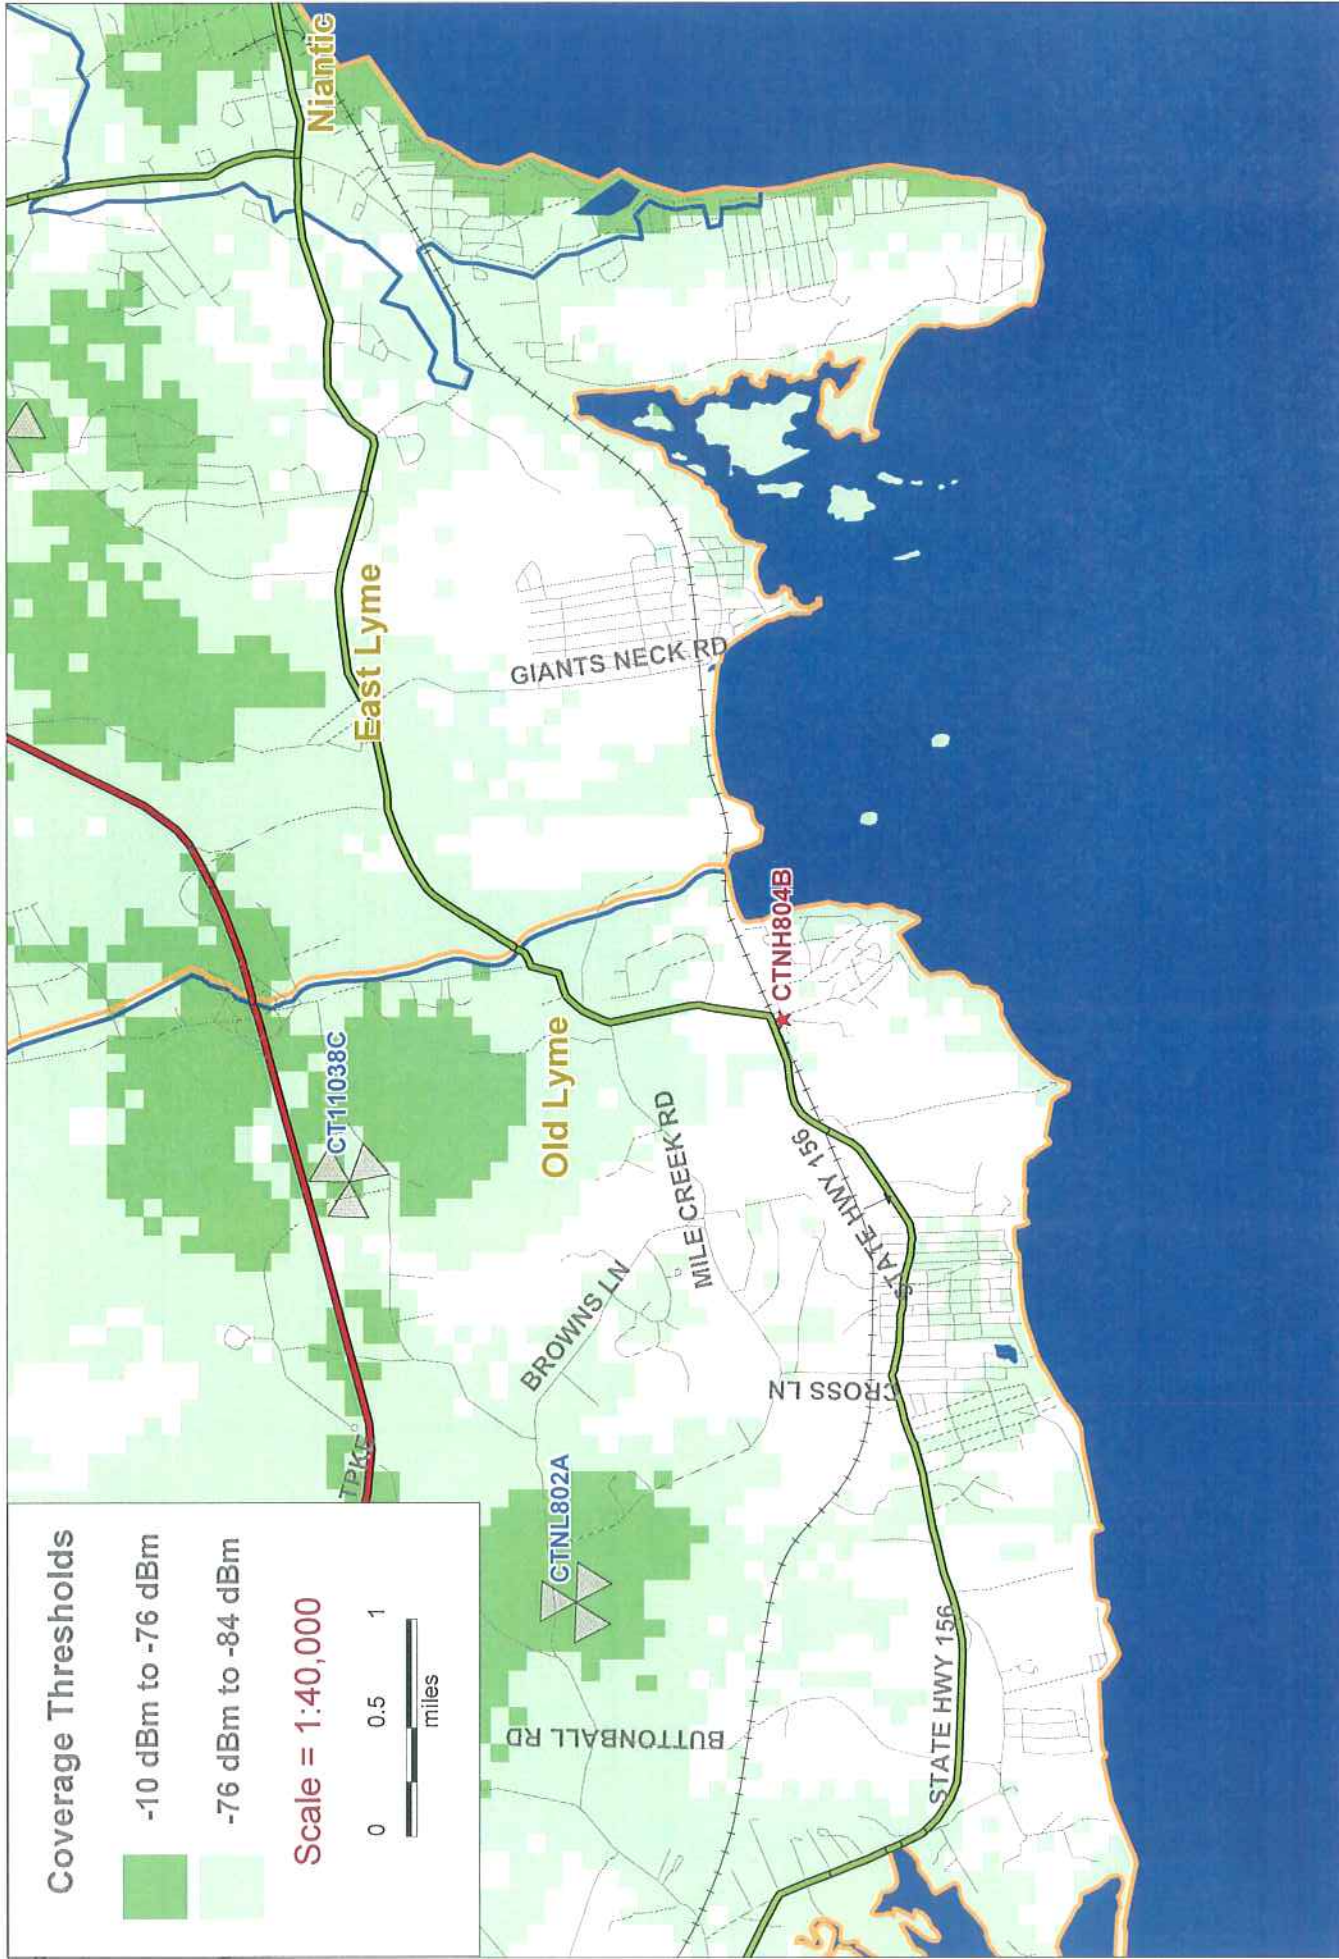 Coverage Thresholds
-10 dBm to -76 dBm
-76 dBm to -84 dBm
Scale = 1:40,000
0 0.5 1
miles
TPKE
CT11038C
CTNL802A
CTNH804B
Old Lyme
East Lyme
Niantic
BROWNS LN
MILE CREEK RD
STATE HWY 156
CROSS LN
BUTTONBALL RD
STATE HWY 156
GIANTS NECK RD